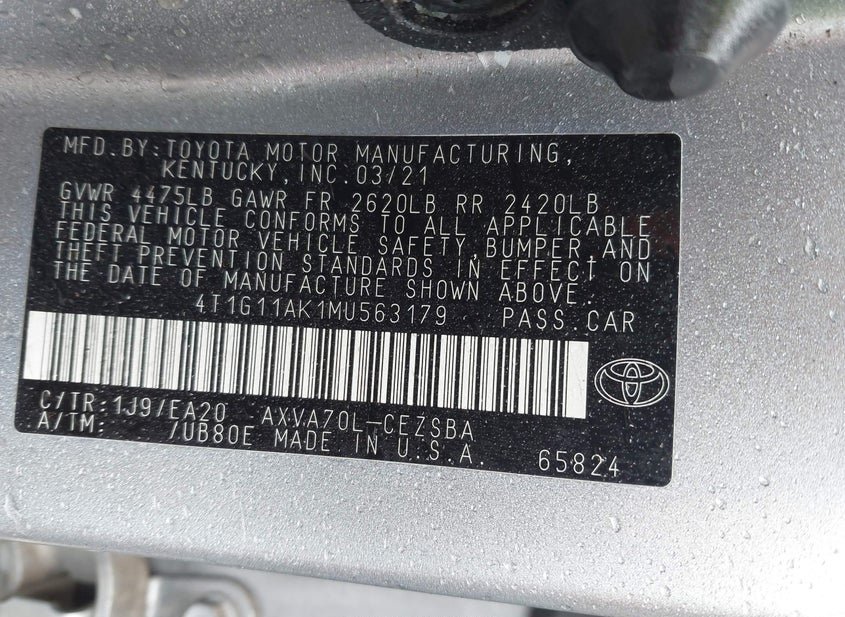 MFD.BY:TOYOTA MOTOR MANUFACTURING,
KENTUCKY,INC.03/21
GVWR 4475LB GAWR FR 2620LB RR 2420LB
THIS VEHICLE CONFORMS TO ALL APPLICABLE
FEDERAL MOTOR VEHICLE SAFETY,BUMPER,AND
THEFT PREVENTION STANDARDS IN EFFECT ON
THE DATE OF MANUFACTURE SHOWN ABOVE.
4T1G11AK1MU563179 PASS.CAR
C/TR:1J9/EA20 AXVA70L-CEZSBA
A/TM: /UB80E MADE IN U.S.A. 65824